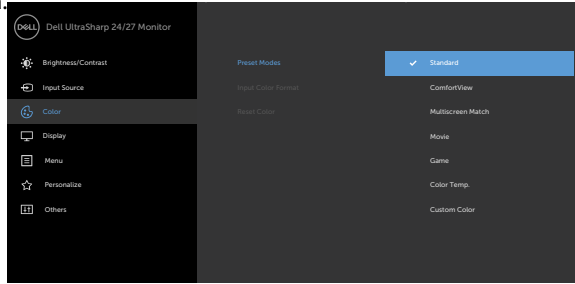 DELL Dell UltraSharp 24/27 Monitor
Brightness/Contrast Preset Modes Standard
Input Source Input Color Format ComfortView
Color Reset Color Multiscreen Match
Display Movie
Menu Game
Personalize Color Temp.
Others Custom Color